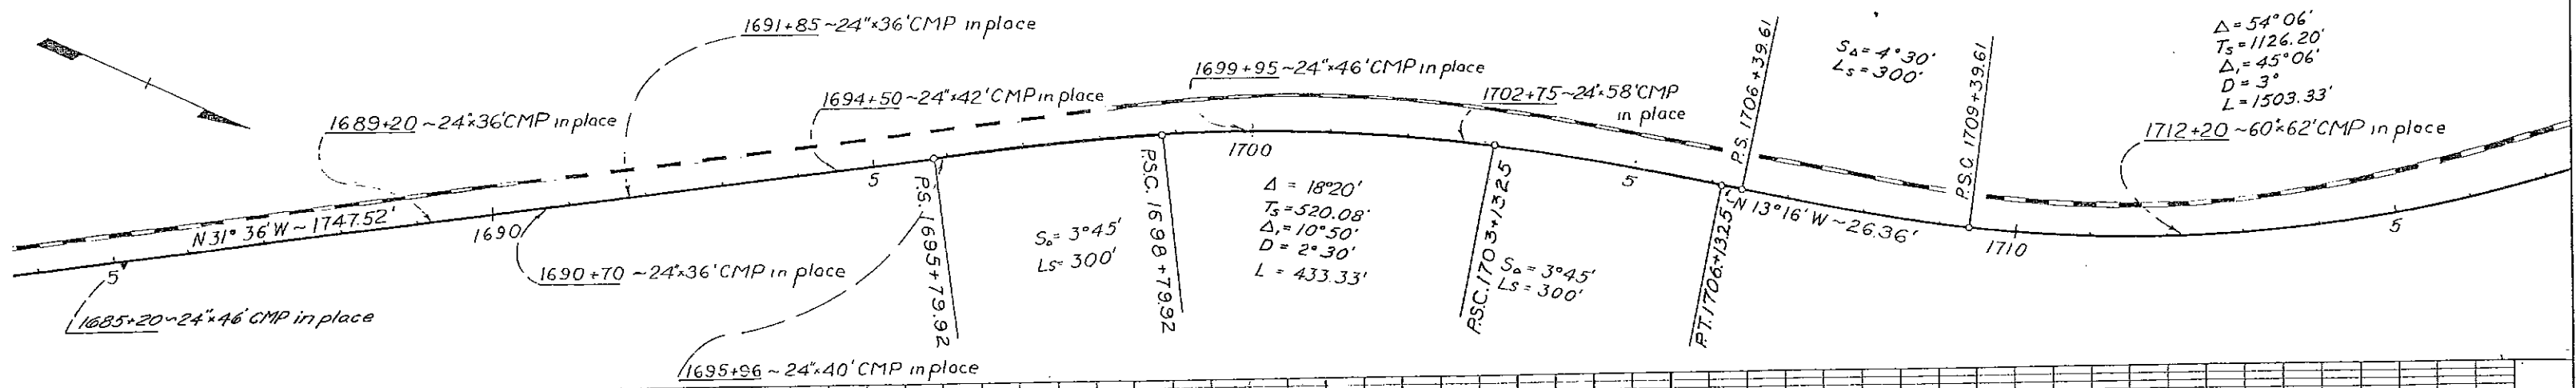 1691+85~24"x36'CMP in place
1689+20~24"x36'CMP in place
1694+50~24"x42'CMP in place
1699+95~24"x46'CMP in place
1702+75~24"x58'CMP
in place
P.S. 1706+39.61
SΔ=4°30'
Ls=300'
P.S.C. 1709+39.61
Δ=54°06'
Ts=1126.20'
Δ,=45°06'
D=3°
L=1503.33'
1712+20~60"x62'CMP in place
N 31° 36' W~1747.52'
5
1690
5
1700
5
1710
5
N 13°16' W~26.36'
1685+20~24"x46'CMP in place
1690+70~24"x36'CMP in place
1695+96~24"x40'CMP in place
P.S. 1695+79.92
SΔ=3°45'
Ls=300'
P.S.C. 1698+79.92
Δ = 18°20'
Ts=520.08'
Δ,=10°50'
D=2°30'
L = 433.33'
P.S.C. 1703+13.25
SΔ=3°45'
Ls=300'
P.T. 1706+13.25